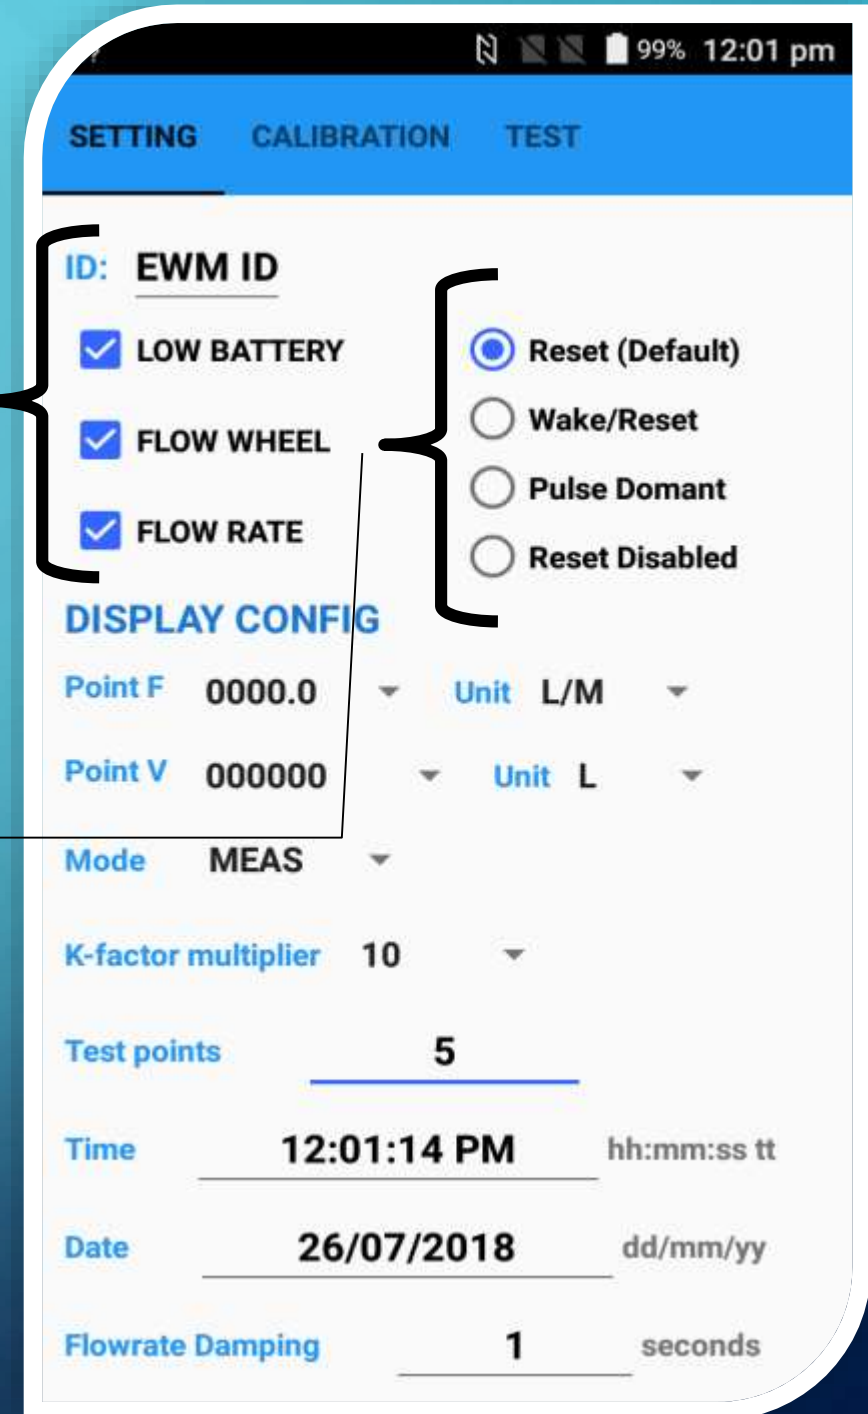 99% 12:01 pm
SETTING CALIBRATION TEST
ID: EWM ID
LOW BATTERY Reset (Default)
FLOW WHEEL Wake/Reset
Pulse Domant
FLOW RATE Reset Disabled
DISPLAY CONFIG
Point F 0000.0 Unit L/M
Point V 000000 Unit L
Mode MEAS
K-factor multiplier 10
Test points 5
Time 12:01:14 PM hh:mm:ss tt
Date 26/07/2018 dd/mm/yy
Flowrate Damping 1 seconds